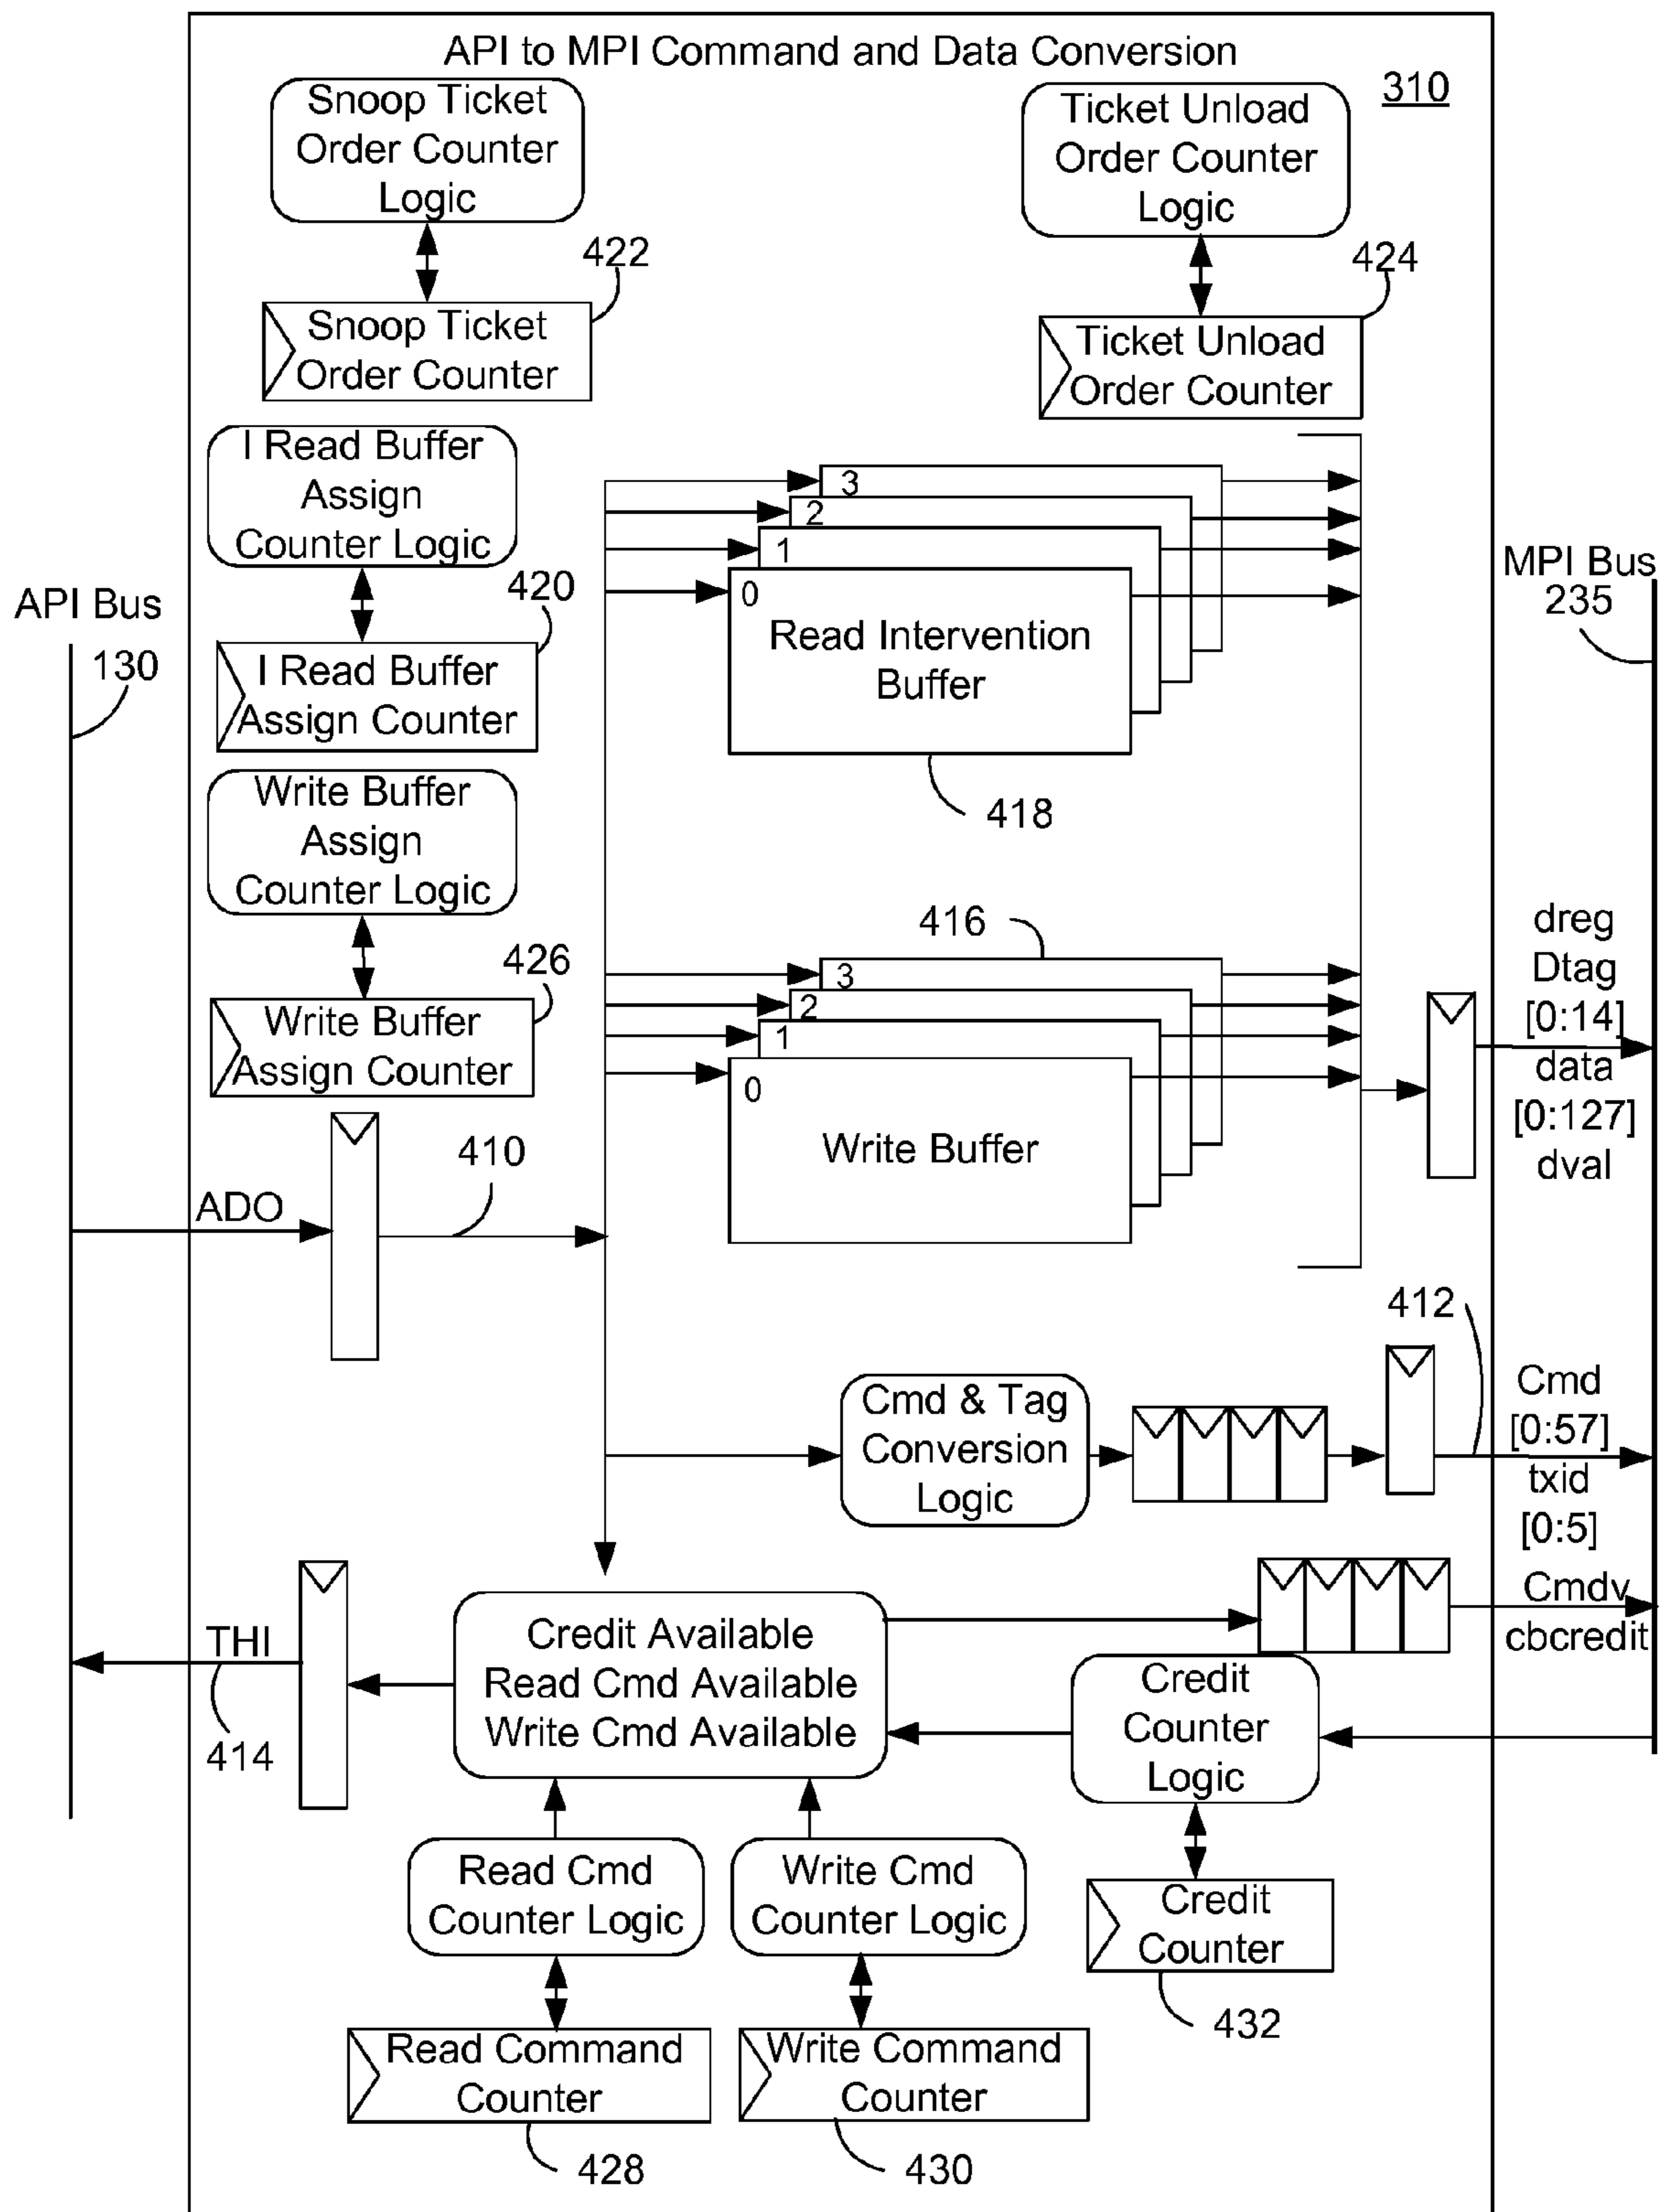 API to MPI Command and Data Conversion
310
Snoop Ticket
Order Counter
Logic
Ticket Unload
Order Counter
Logic
422
424
Snoop Ticket
Order Counter
Ticket Unload
Order Counter
I Read Buffer
Assign
Counter Logic
3
2
1
0
Read Intervention
Buffer
418
API Bus
130
MPI Bus
235
420
I Read Buffer
Assign Counter
Write Buffer
Assign
Counter Logic
426
Write Buffer
Assign Counter
416
3
2
1
0
Write Buffer
dreg
Dtag
[0:14]
data
[0:127]
dval
410
ADO
412
Cmd & Tag
Conversion
Logic
Cmd
[0:57]
txid
[0:5]
Cmdv
cbcredit
THI
414
Credit Available
Read Cmd Available
Write Cmd Available
Credit
Counter
Logic
Read Cmd
Counter Logic
Write Cmd
Counter Logic
Credit
Counter
432
Read Command
Counter
Write Command
Counter
428
430